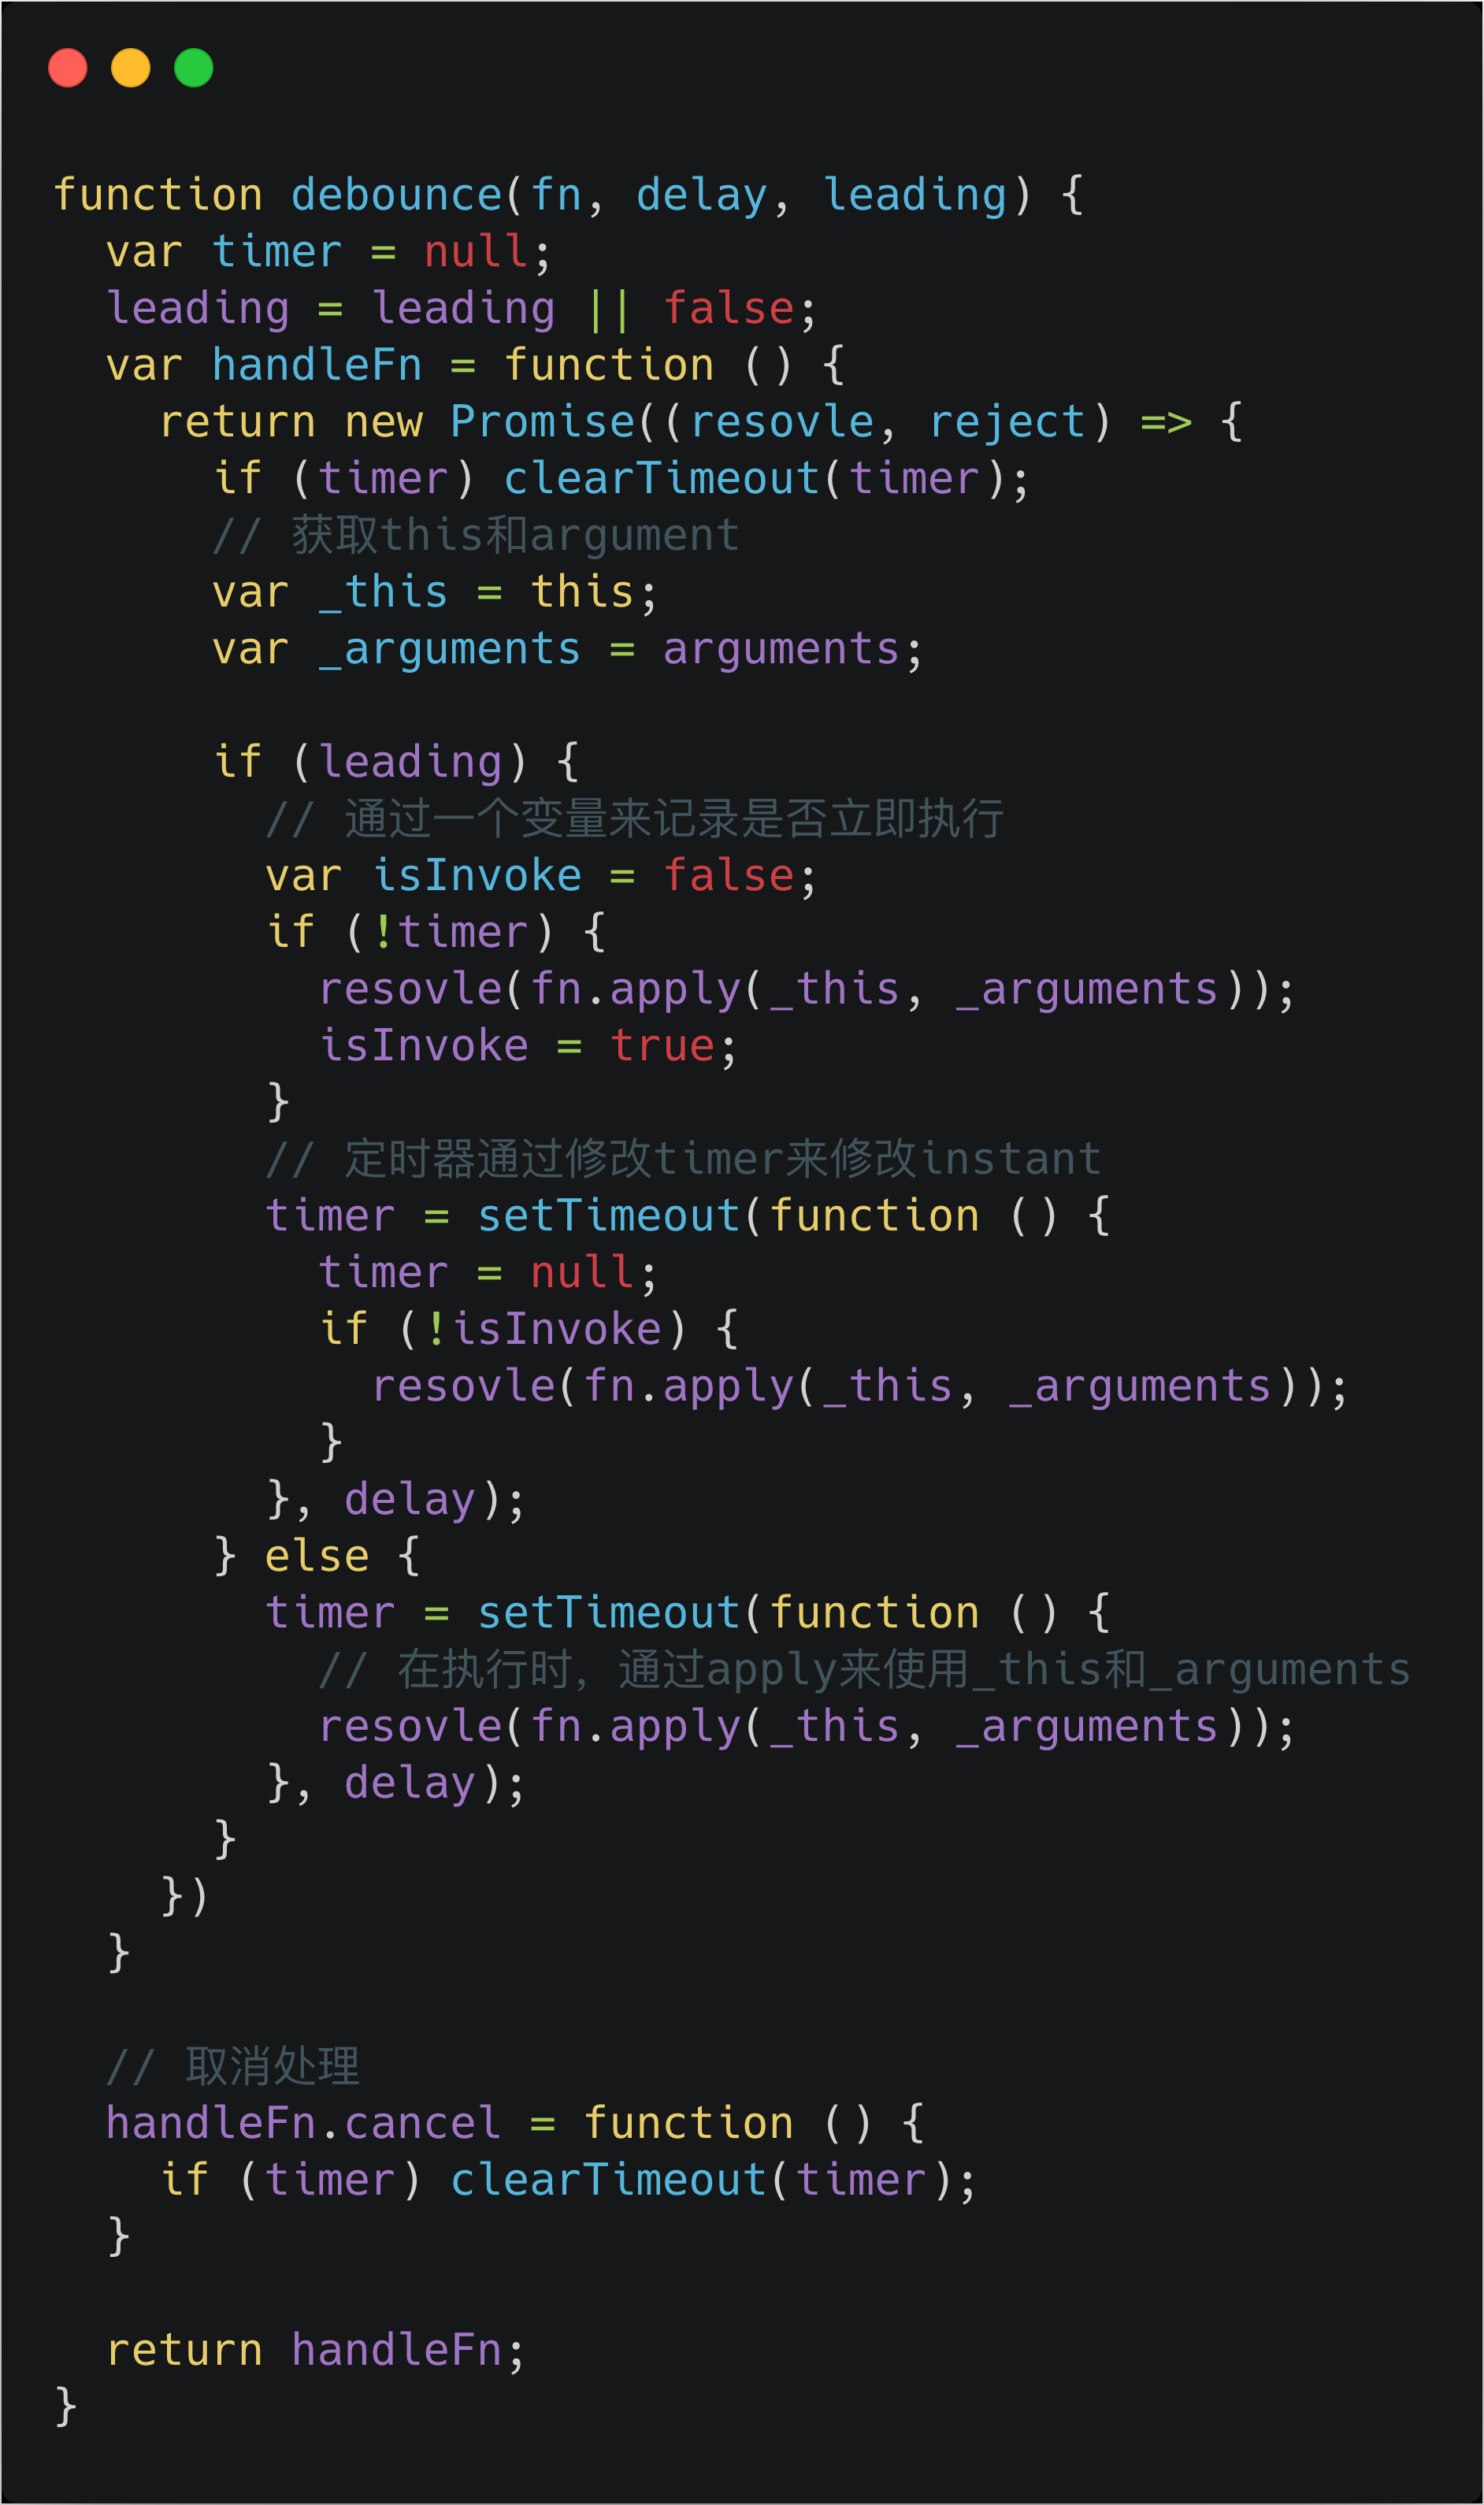 function debounce(fn, delay, leading) {
  var timer = null;
  leading = leading || false;
  var handleFn = function () {
    return new Promise((resovle, reject) => {
      if (timer) clearTimeout(timer);
      // 获取this和argument
      var _this = this;
      var _arguments = arguments;

      if (leading) {
        // 通过一个变量来记录是否立即执行
        var isInvoke = false;
        if (!timer) {
          resovle(fn.apply(_this, _arguments));
          isInvoke = true;
        }
        // 定时器通过修改timer来修改instant
        timer = setTimeout(function () {
          timer = null;
          if (!isInvoke) {
            resovle(fn.apply(_this, _arguments));
          }
        }, delay);
      } else {
        timer = setTimeout(function () {
          // 在执行时，通过apply来使用_this和_arguments
          resovle(fn.apply(_this, _arguments));
        }, delay);
      }
    })
  }

  // 取消处理
  handleFn.cancel = function () {
    if (timer) clearTimeout(timer);
  }

  return handleFn;
}